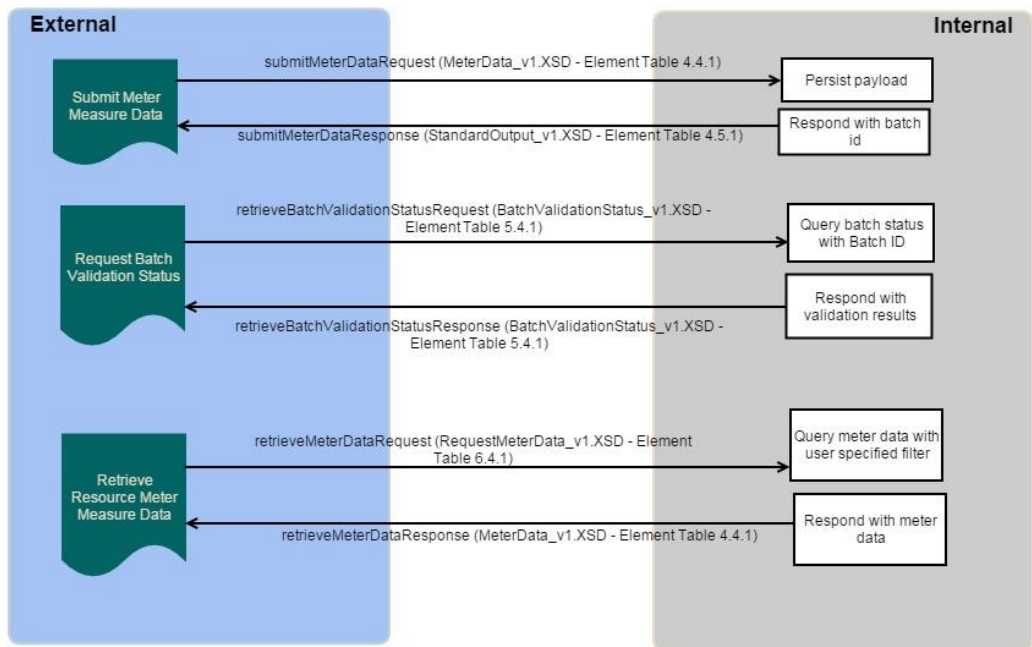 External
Internal
submitMeterDataRequest (MeterData_v1.XSD - Element Table 4.4.1)
Submit Meter
Measure Data
Persist payload
submitMeterDataResponse (StandardOutput_v1.XSD - Element Table 4.5.1)
Respond with batch
id
retrieveBatchValidationStatusRequest (BatchValidationStatus_v1.XSD -
Element Table 5.4.1)
Request Batch
Validation Status
Query batch status
with Batch ID
retrieveBatchValidationStatusResponse (BatchValidationStatus_v1.XSD -
Element Table 5.4.1)
Respond with
validation results
retrieveMeterDataRequest (RequestMeterData_v1.XSD - Element
Table 6.4.1)
Retrieve
Resource Meter
Measure Data
Query meter data with
user specified filter
retrieveMeterDataResponse (MeterData_v1.XSD - Element Table 4.4.1)
Respond with meter
data